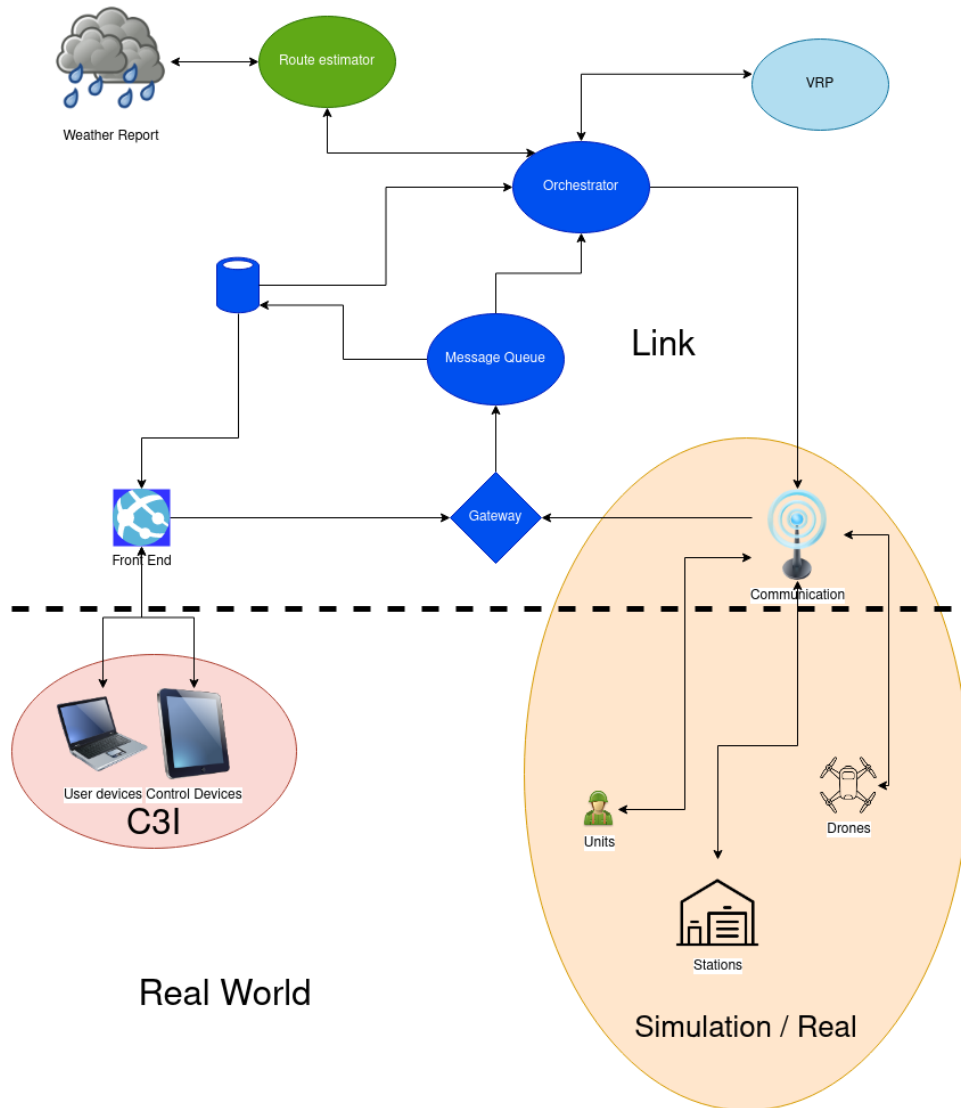 Route estimator
VRP
Weather Report
Orchestrator
Link
Message Queue
Gateway
Front End
Communication
User devices
Control Devices
C3I
Units
Drones
Stations
Real World
Simulation / Real